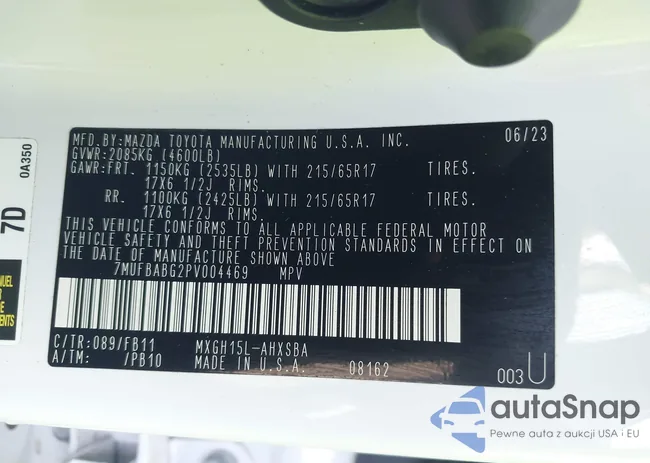 MFD.BY:MAZDA TOYOTA MANUFACTURING U.S.A. INC. 06/23
GVWR:2085KG (4600LB)
GAWR:FRT. 1150KG (2535LB) WITH 215/65R17 TIRES.
17X6 1/2J RIMS.
RR. 1100KG (2425LB) WITH 215/65R17 TIRES.
17X6 1/2J RIMS.
THIS VEHICLE CONFORMS TO ALL APPLICABLE FEDERAL MOTOR
VEHICLE SAFETY AND THEFT PREVENTION STANDARDS IN EFFECT ON
THE DATE OF MANUFACTURE SHOWN ABOVE
7MUFBABG2PV004469 MPV
C/TR:089/FB11 MXGH15L-AHXSBA
A/TM: /PB10 MADE IN U.S.A. 08162
003U
7D
0A350
autaSnap
Pewne auta z aukcji USA i EU